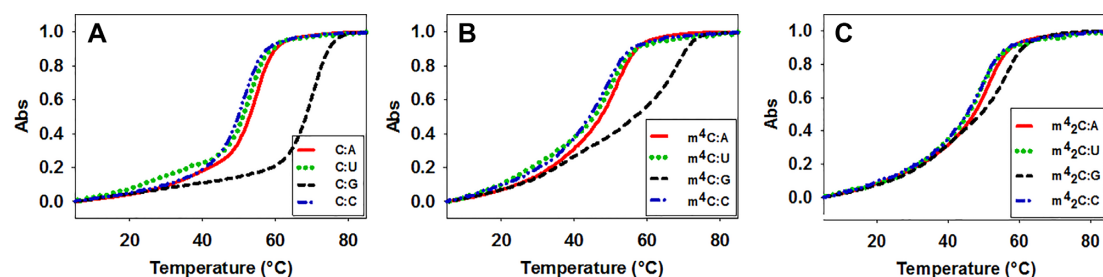 A
Abs
1.0
0.8
0.6
0.4
0.2
0.0
C:A
C:U
C:G
C:C
20 40 60 80
Temperature (°C)
B
Abs
1.0
0.8
0.6
0.4
0.2
0.0
m⁴C:A
m⁴C:U
m⁴C:G
m⁴C:C
20 40 60 80
Temperature (°C)
C
Abs
1.0
0.8
0.6
0.4
0.2
0.0
m⁴₂C:A
m⁴₂C:U
m⁴₂C:G
m⁴₂C:C
20 40 60 80
Temperature (°C)